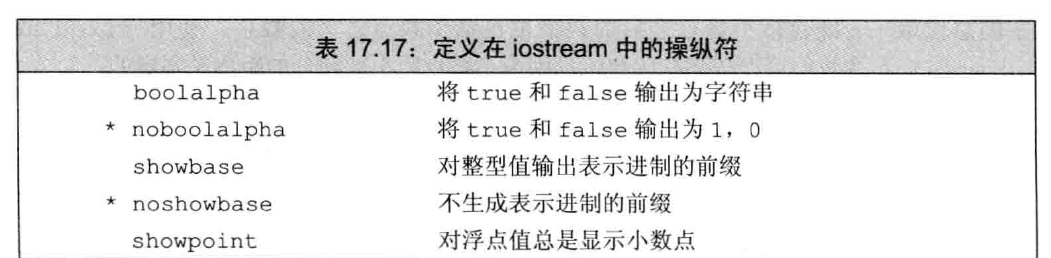 表 17.17：定义在 iostream 中的操纵符
boolalpha 将 true 和 false 输出为字符串
* noboolalpha 将 true 和 false 输出为 1，0
showbase 对整型值输出表示进制的前缀
* noshowbase 不生成表示进制的前缀
showpoint 对浮点值总是显示小数点